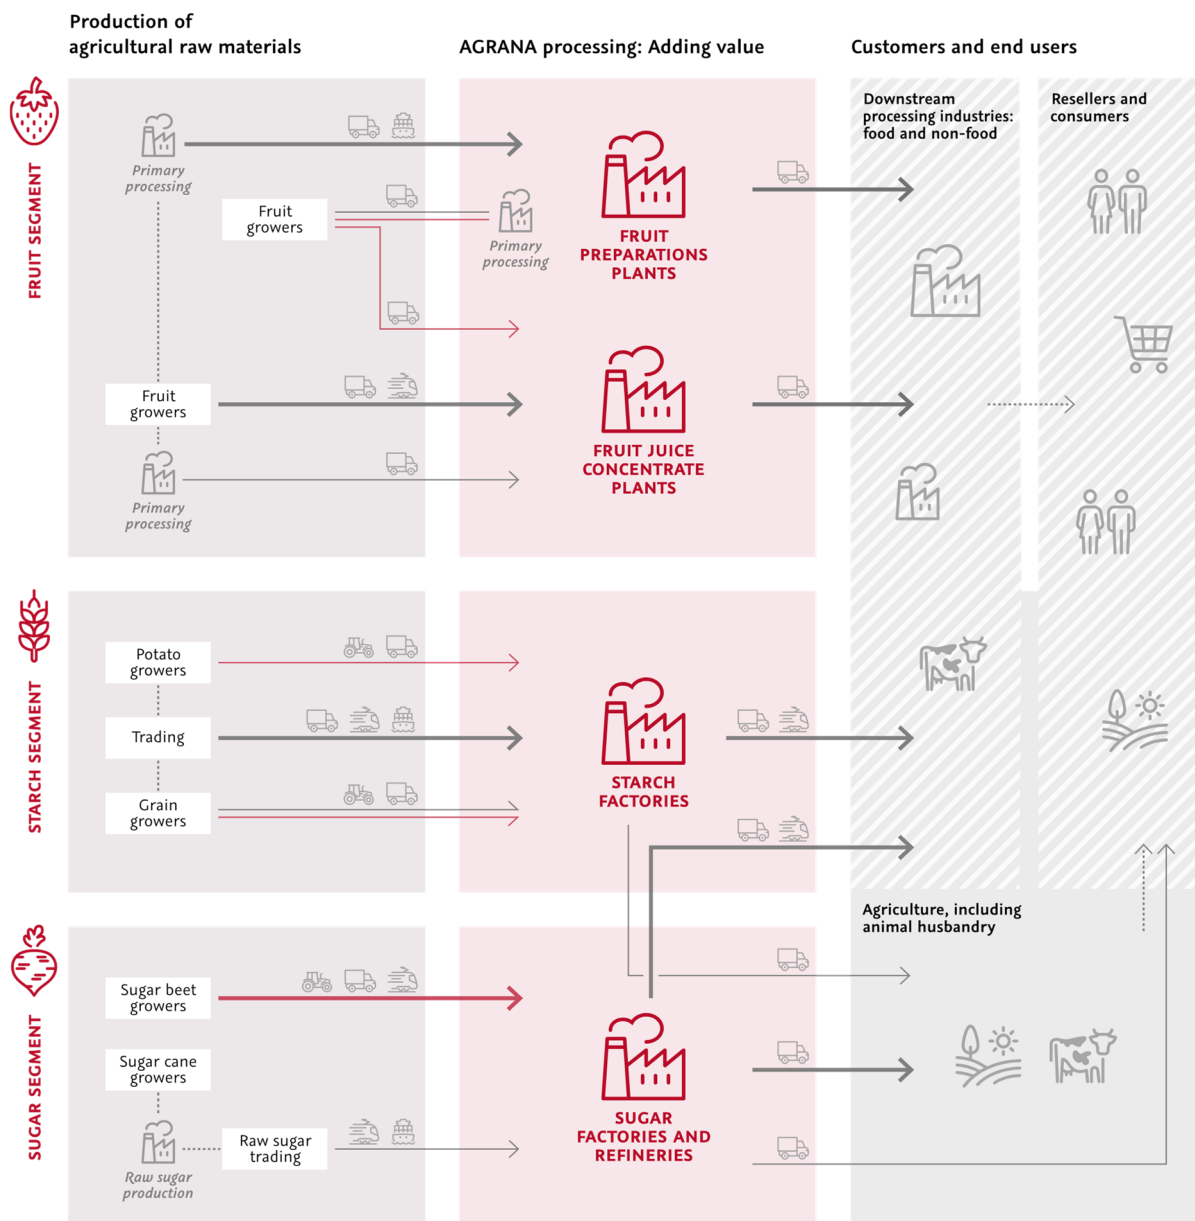 Production of
agricultural raw materials
AGRANA processing: Adding value
Customers and end users
FRUIT SEGMENT
Primary
processing
Fruit
growers
Primary
processing
Fruit
growers
Primary
processing
FRUIT
PREPARATIONS
PLANTS
FRUIT JUICE
CONCENTRATE
PLANTS
Downstream
processing industries:
food and non-food
Resellers and
consumers
STARCH SEGMENT
Potato
growers
Trading
Grain
growers
STARCH
FACTORIES
Agriculture, including
animal husbandry
SUGAR SEGMENT
Sugar beet
growers
Sugar cane
growers
Raw sugar
production
Raw sugar
trading
SUGAR
FACTORIES AND
REFINERIES